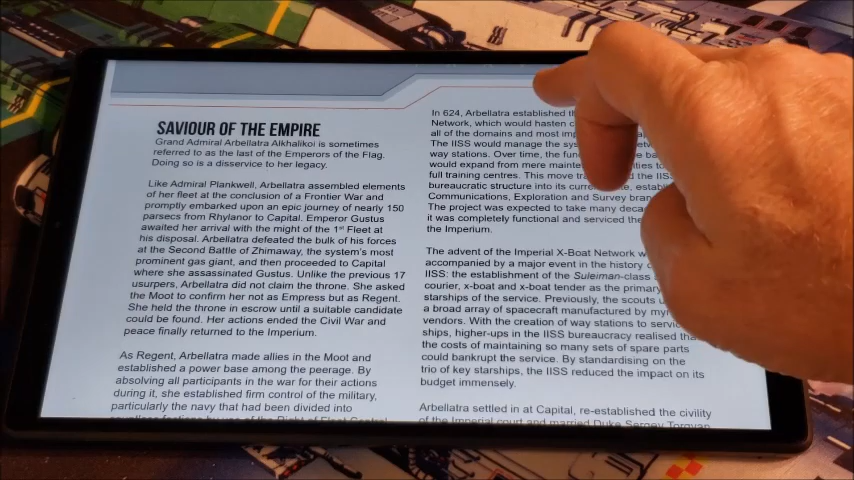 SAVIOUR OF THE EMPIRE
Grand Admiral Arbellatra Alkhalikoi is sometimes
referred to as the last of the Emperors of the Flag.
Doing so is a disservice to her legacy.
Like Admiral Plankwell, Arbellatra assembled elements
of her fleet at the conclusion of a Frontier War and
promptly embarked upon an epic journey of nearly 150
parsecs from Rhylanor to Capital. Emperor Gustus
awaited her arrival with the might of the 1st Fleet at
his disposal. Arbellatra defeated the bulk of his forces
at the Second Battle of Zhimaway, the system's most
prominent gas giant, and then proceeded to Capital
where she assassinated Gustus. Unlike the previous 17
usurpers, Arbellatra did not claim the throne. She asked
the Moot to confirm her not as Empress but as Regent.
She held the throne in escrow until a suitable candidate
could be found. Her actions ended the Civil War and
peace finally returned to the Imperium.
As Regent, Arbellatra made allies in the Moot and
established a power base among the peerage. By
absolving all participants in the war for their actions
during it, she established firm control of the military,
particularly the navy that had been divided into
countless factions by use of the Right of Fleet Control
In 624, Arbellatra established
Network, which would hasten
all of the domains and most
The IISS would manage the
way stations. Over time, the
would expand from mere
full training centres. This move
bureaucratic structure into its
Communications, Exploration and Survey
The project was expected to take many
it was completely functional and serviced
the Imperium.
The advent of the Imperial X-Boat Network
accompanied by a major event in the history
IISS: the establishment of the Suleiman-class
courier, x-boat and x-boat tender as the primary
starships of the service. Previously, the scouts
a broad array of spacecraft manufactured by
vendors. With the creation of way stations to
ships, higher-ups in the IISS bureaucracy realised
the costs of maintaining so many sets of spare parts
could bankrupt the service. By standardising on the
trio of key starships, the IISS reduced the impact on its
budget immensely.
Arbellatra settled in at Capital, re-established the civility
of the Imperial court and married Duke Sergey Torgvan